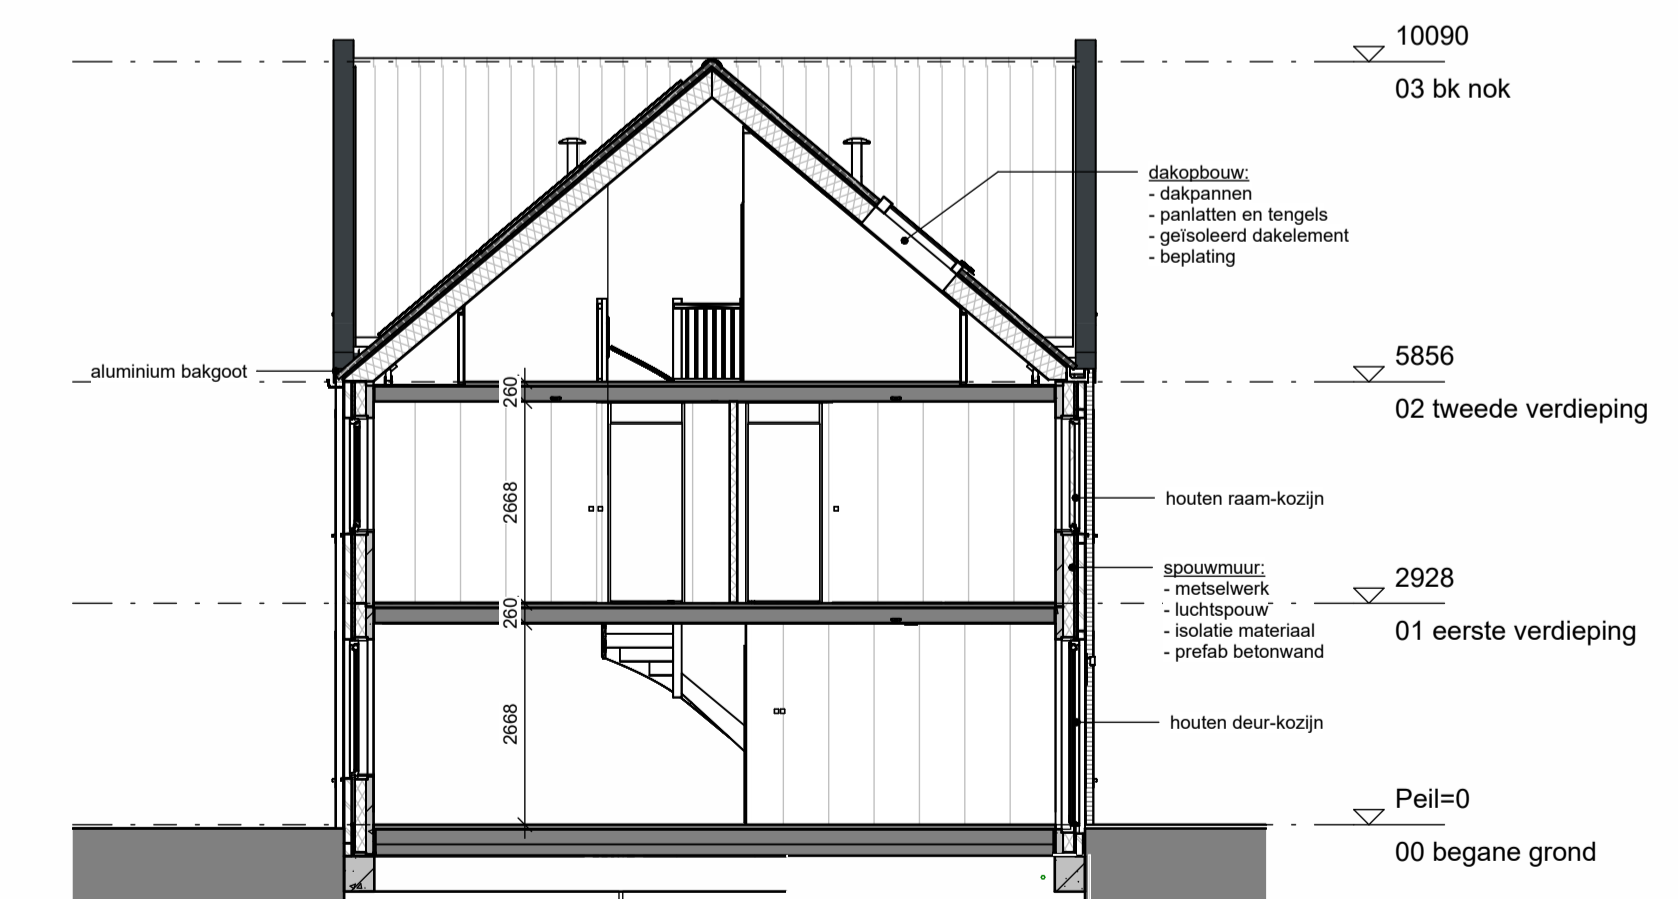 10090
03 bk nok
dakopbouw:
- dakpannen
- panlatten en tengels
- geïsoleerd dakelement
- beplating
5856
aluminium bakgoot
260
02 tweede verdieping
2668
houten raam-kozijn
spouwmuur:
- metselwerk
- luchtspouw
- isolatie materiaal
- prefab betonwand
2928
260
01 eerste verdieping
2668
houten deur-kozijn
Peil=0
00 begane grond